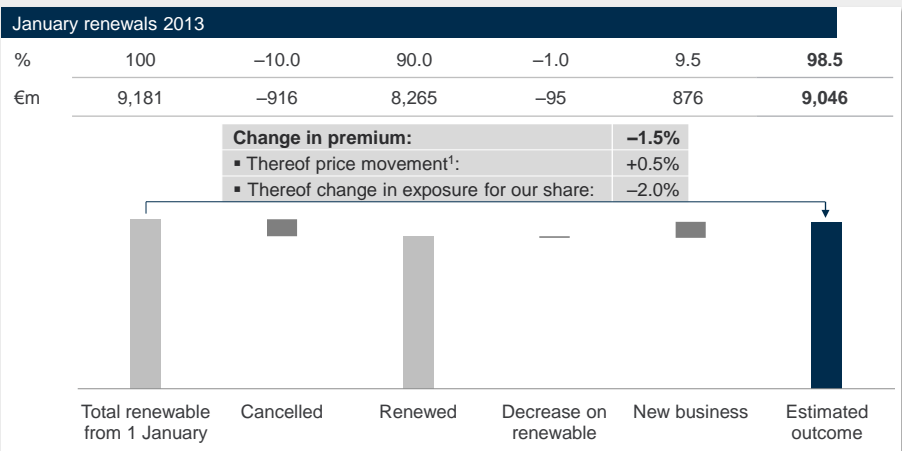 January renewals 2013
% 100 –10.0 90.0 –1.0 9.5 98.5
€m 9,181 –916 8,265 –95 876 9,046
Change in premium: –1.5%
▪ Thereof price movement¹: +0.5%
▪ Thereof change in exposure for our share: –2.0%
Total renewable Cancelled Renewed Decrease on New business Estimated
from 1 January renewable outcome